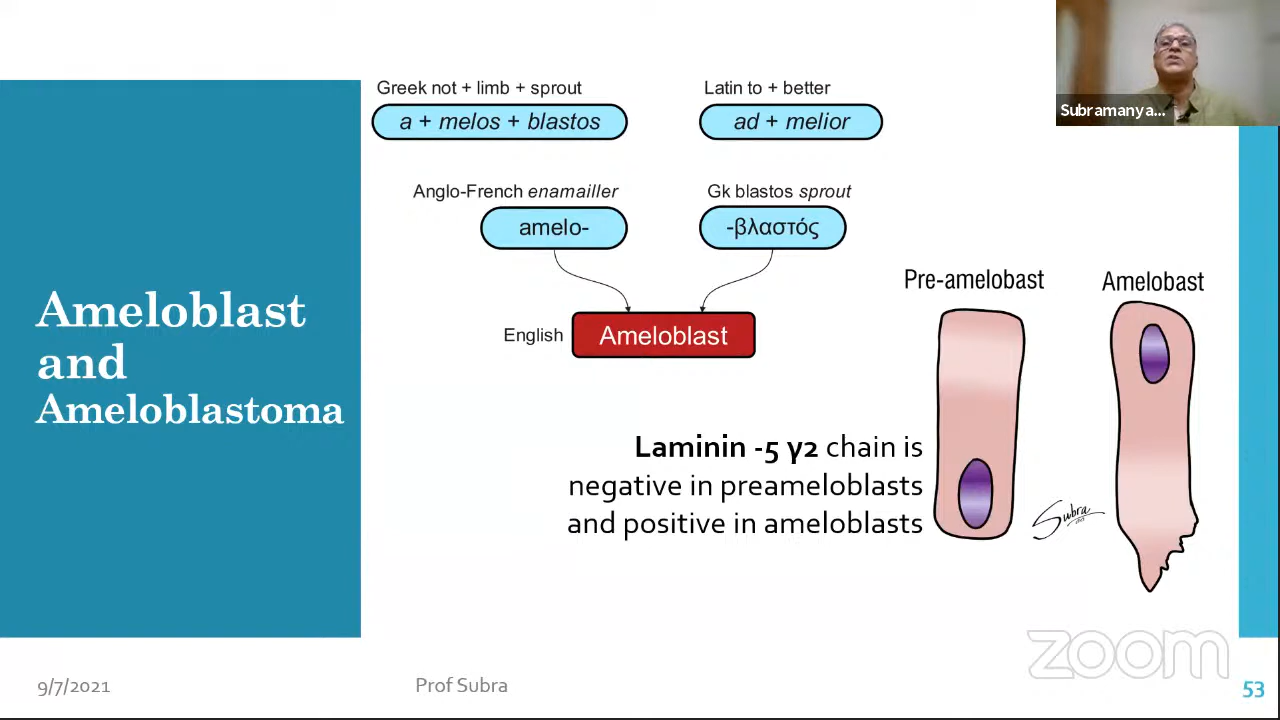 Subramanya...
Greek not + limb + sprout
a + melos + blastos
Latin to + better
ad + melior
Anglo-French enamailler
amelo-
Gk blastos sprout
-βλαστός
English
Ameloblast
Ameloblast
and
Ameloblastoma
Pre-amelobast
Amelobast
Laminin -5 γ2 chain is
negative in preameloblasts
and positive in ameloblasts
Subra
zoom
9/7/2021
Prof Subra
53